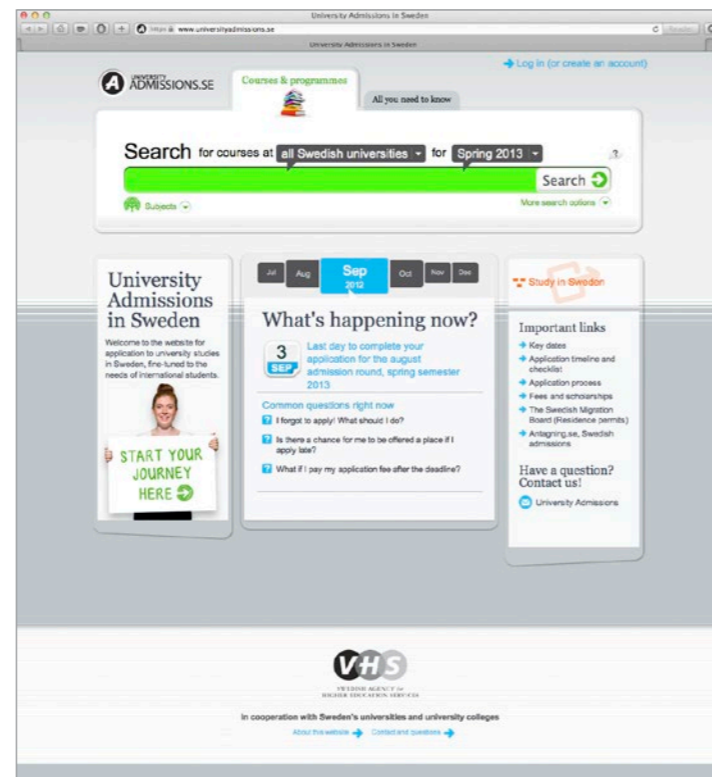 University Admissions in Sweden
https www.universityadmissions.se
Reader
University Admissions in Sweden
Log in (or create an account)
UNIVERSITY
ADMISSIONS.SE
Courses & programmes
All you need to know
Search for courses at all Swedish universities for Spring 2013
Search
Subjects
More search options
University
Admissions
in Sweden
Welcome to the website for
application to university studies
in Sweden, fine-tuned to the
needs of international students.
START YOUR
JOURNEY
HERE
Jul Aug Sep Oct Nov Dec
2012
What's happening now?
3
SEP
Last day to complete your
application for the august
admission round, spring semester
2013
Common questions right now
? I forgot to apply! What should I do?
? Is there a chance for me to be offered a place if I
apply late?
? What if I pay my application fee after the deadline?
Study in Sweden
Important links
Key dates
Application timeline and
checklist
Application process
Fees and scholarships
The Swedish Migration
Board (Residence permits)
Antagning.se, Swedish
admissions
Have a question?
Contact us!
University Admissions
VHS
SWEDISH AGENCY for
HIGHER EDUCATION SERVICES
In cooperation with Sweden's universities and university colleges
About this website Contact and questions